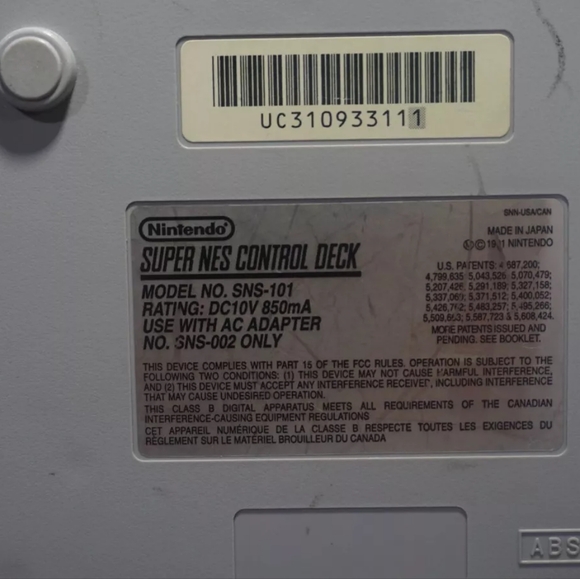 UC310933111
SNN-USA/CAN
Nintendo
SUPER NES CONTROL DECK
MADE IN JAPAN
Ⓜ©1991 NINTENDO
MODEL NO. SNS-101
RATING: DC10V 850mA
USE WITH AC ADAPTER
NO. SNS-002 ONLY
U.S. PATENTS: 4,687,200;
4,799,635; 5,043,526; 5,070,479;
5,207,426; 5,291,189; 5,327,158;
5,337,069; 5,371,512; 5,400,052;
5,426,762; 5,483,257; 5,495,266;
5,509,663; 5,587,723 & 5,608,424.
MORE PATENTS ISSUED AND
PENDING. SEE BOOKLET.
THIS DEVICE COMPLIES WITH PART 15 OF THE FCC RULES. OPERATION IS SUBJECT TO THE
FOLLOWING TWO CONDITIONS: (1) THIS DEVICE MAY NOT CAUSE HARMFUL INTERFERENCE,
AND (2) THIS DEVICE MUST ACCEPT ANY INTERFERENCE RECEIVED, INCLUDING INTERFERENCE
THAT MAY CAUSE UNDESIRED OPERATION.
THIS CLASS B DIGITAL APPARATUS MEETS ALL REQUIREMENTS OF THE CANADIAN
INTERFERENCE-CAUSING EQUIPMENT REGULATIONS
CET APPAREIL NUMÉRIQUE DE LA CLASSE B RESPECTE TOUTES LES EXIGENCES DU
RÈGLEMENT SUR LE MATÉRIEL BROUILLEUR DU CANADA
ABS